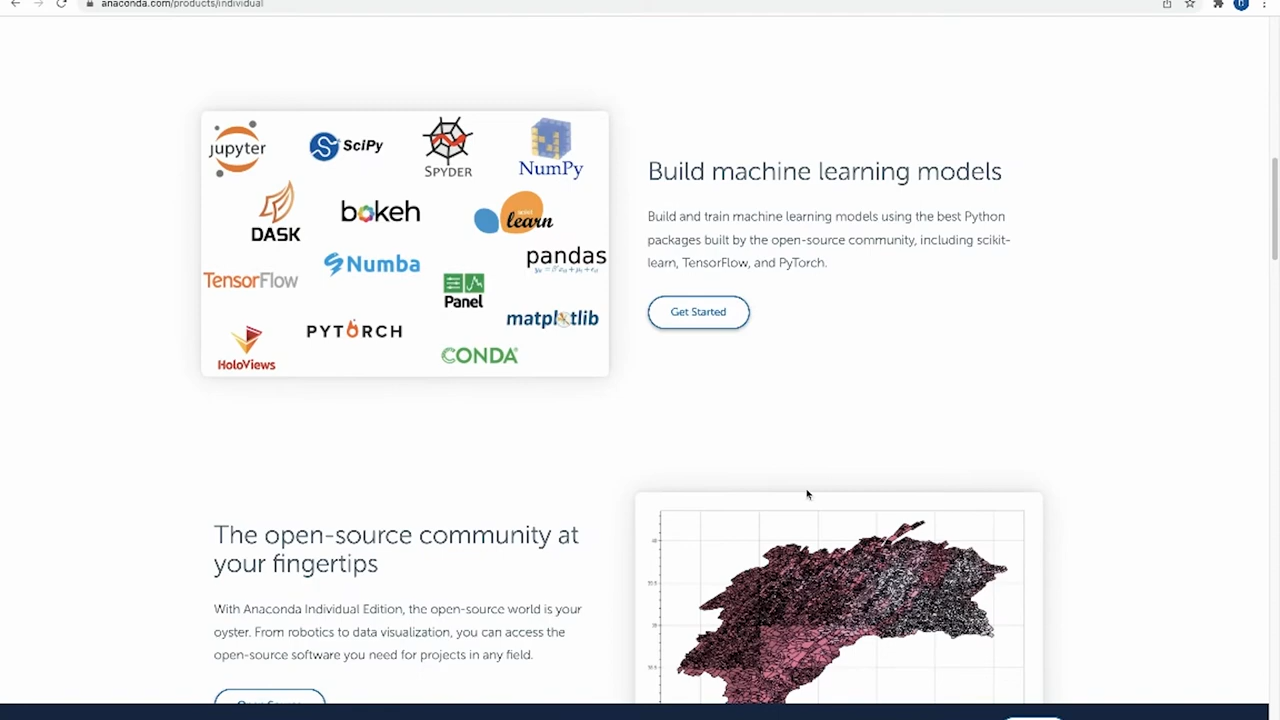 anaconda.com/products/individual
jupyter
SciPy
SPYDER
NumPy
DASK
bokeh
learn
TensorFlow
Numba
pandas
Panel
PYTORCH
matplotlib
HoloViews
CONDA
Build machine learning models
Build and train machine learning models using the best Python
packages built by the open-source community, including scikit-
learn, TensorFlow, and PyTorch.
Get Started
The open-source community at
your fingertips
With Anaconda Individual Edition, the open-source world is your
oyster. From robotics to data visualization, you can access the
open-source software you need for projects in any field.